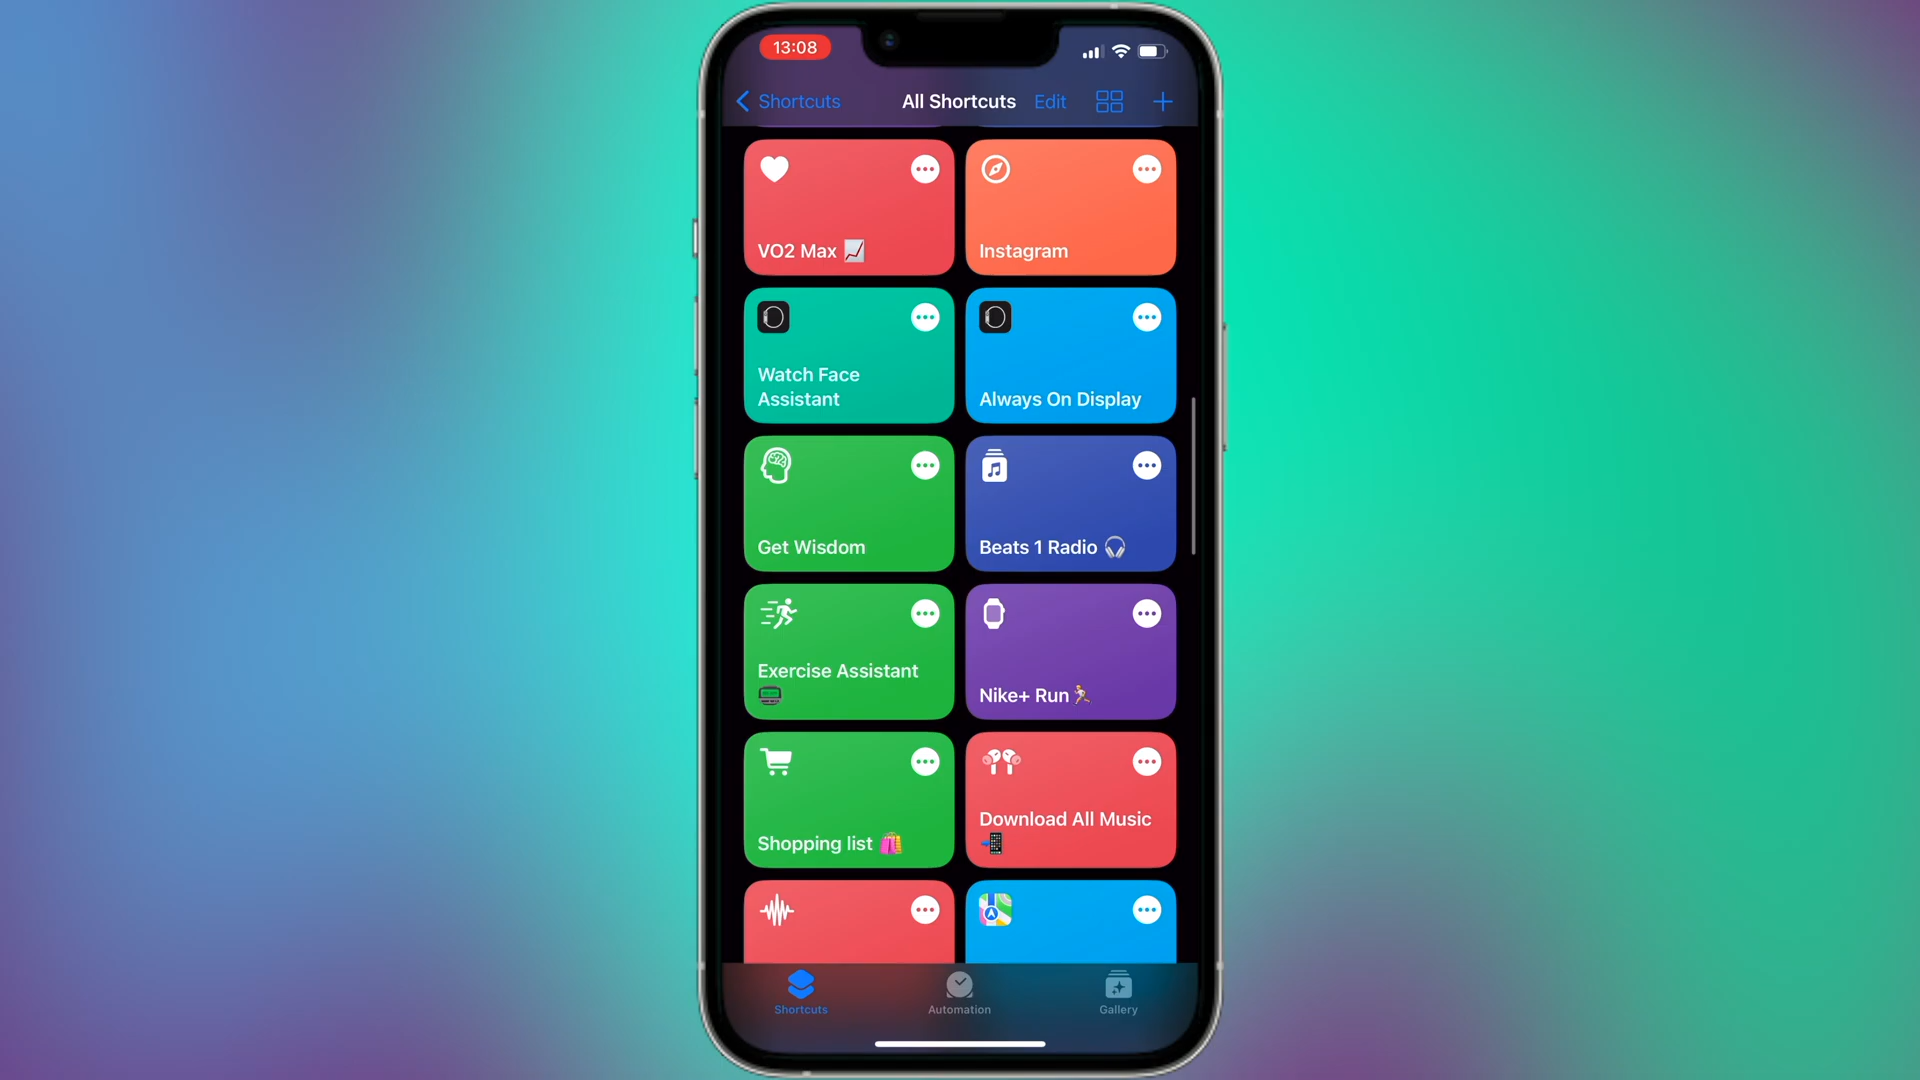 13:08
Shortcuts
All Shortcuts
Edit
VO2 Max 📈
Instagram
Watch Face
Assistant
Always On Display
Get Wisdom
Beats 1 Radio 🎧
Exercise Assistant
📟
Nike+ Run🏃
Shopping list 🛍️
Download All Music
📲
Shortcuts
Automation
Gallery